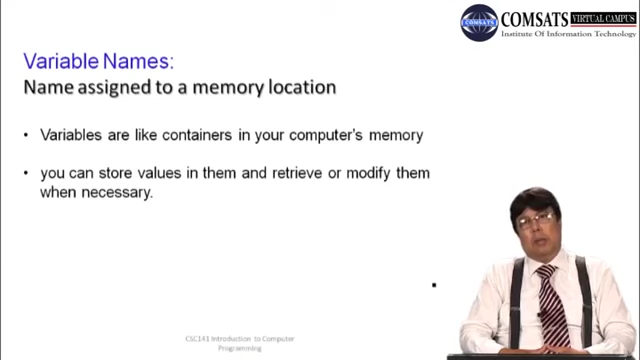 COMSATS VIRTUAL CAMPUS
Institute Of Information Technology
Variable Names:
Name assigned to a memory location
• Variables are like containers in your computer's memory
• you can store values in them and retrieve or modify them
when necessary.
CSC141 Introduction to Computer
Programming